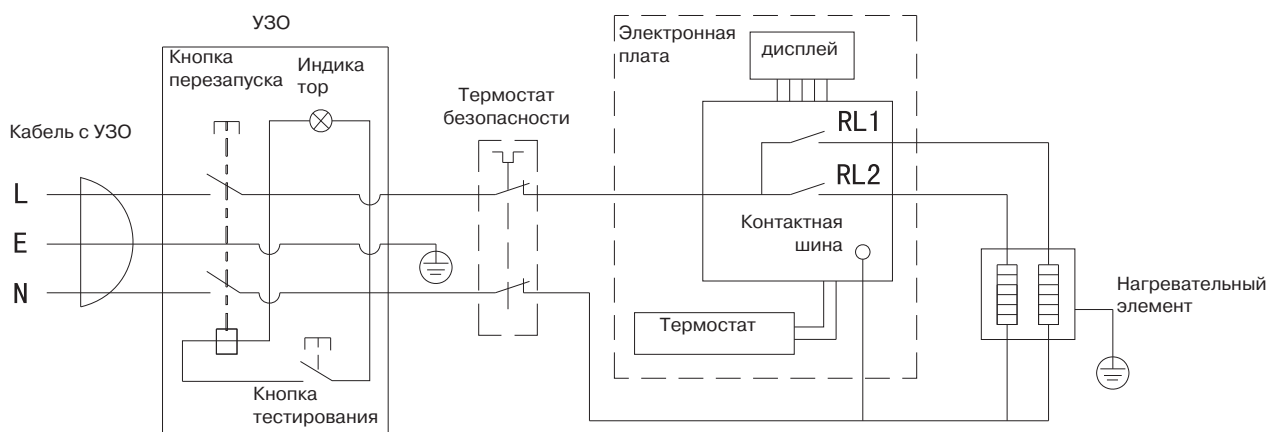 УЗО
Кнопка
перезапуска
Индика
тор
Кабель с УЗО
L
E
N
Кнопка
тестирования
Термостат
безопасности
Электронная
плата
дисплей
RL1
RL2
Контактная
шина
Термостат
Нагревательный
элемент